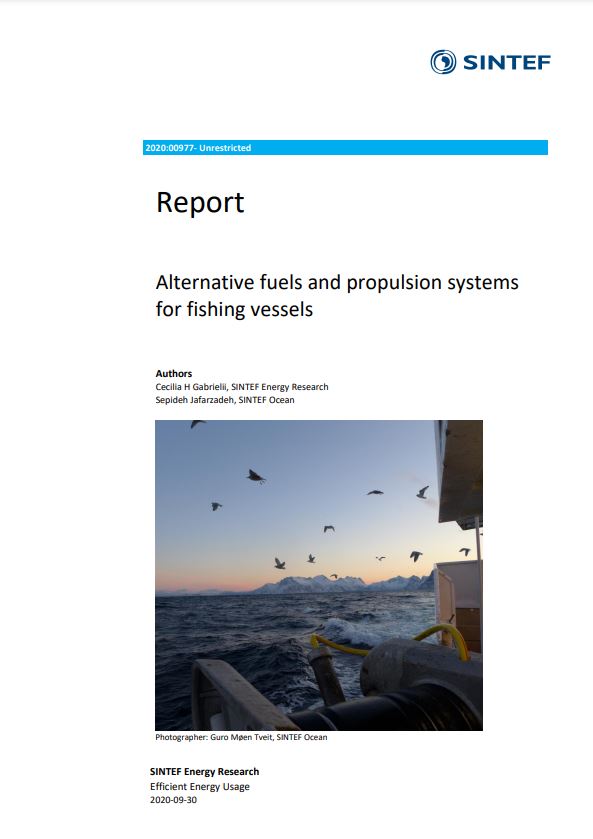 SINTEF
2020:00977- Unrestricted
Report
Alternative fuels and propulsion systems
for fishing vessels
Authors
Cecilia H Gabrielii, SINTEF Energy Research
Sepideh Jafarzadeh, SINTEF Ocean
Photographer: Guro Møen Tveit, SINTEF Ocean
SINTEF Energy Research
Efficient Energy Usage
2020-09-30